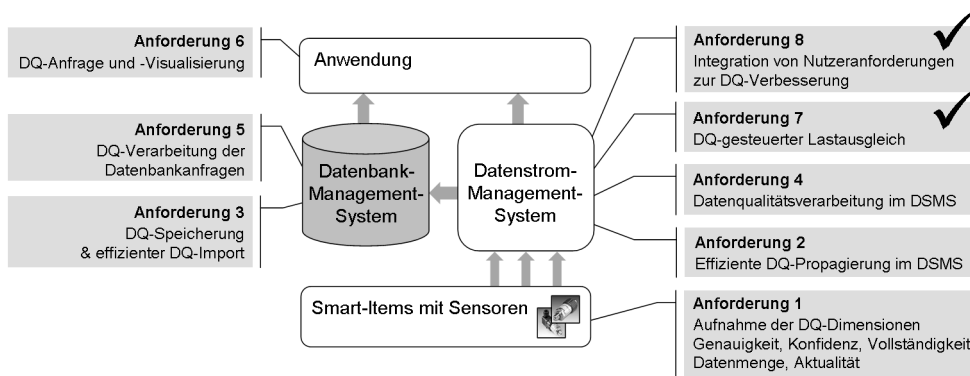 Anforderung 6
DQ-Anfrage und -Visualisierung
Anforderung 5
DQ-Verarbeitung der
Datenbankanfragen
Anforderung 3
DQ-Speicherung
& effizienter DQ-Import
Anwendung
Datenbank-
Management-
System
Datenstrom-
Management-
System
Smart-Items mit Sensoren
Anforderung 8
Integration von Nutzeranforderungen
zur DQ-Verbesserung
Anforderung 7
DQ-gesteuerter Lastausgleich
Anforderung 4
Datenqualitätsverarbeitung im DSMS
Anforderung 2
Effiziente DQ-Propagierung im DSMS
Anforderung 1
Aufnahme der DQ-Dimensionen
Genauigkeit, Konfidenz, Vollständigkeit
Datenmenge, Aktualität